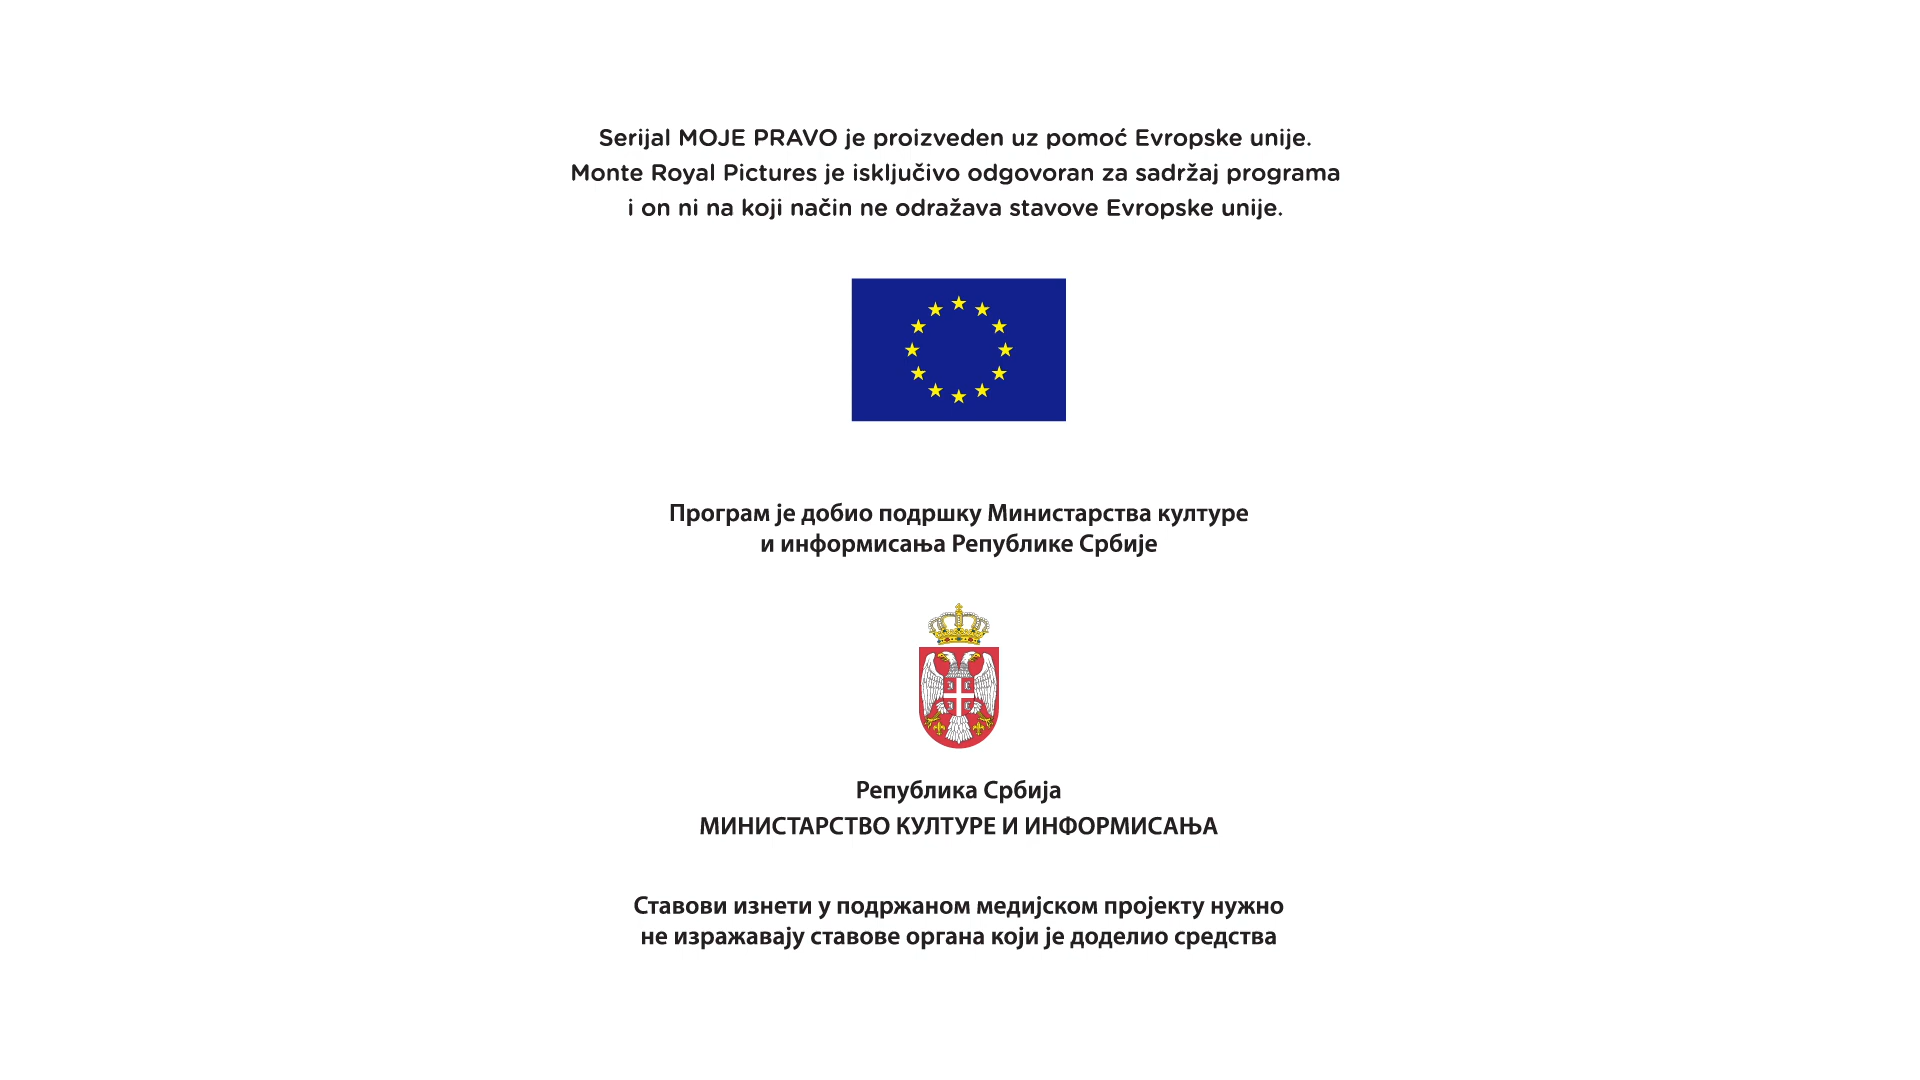 Serijal MOJE PRAVO je proizveden uz pomoć Evropske unije.
Monte Royal Pictures je isključivo odgovoran za sadržaj programa
i on ni na koji način ne odražava stavove Evropske unije.
Програм је добио подршку Министарства културе
и информисања Републике Србије
Република Србија
МИНИСТАРСТВО КУЛТУРЕ И ИНФОРМИСАЊА
Ставови изнети у подржаном медијском пројекту нужно
не изражавају ставове органа који је доделио средства